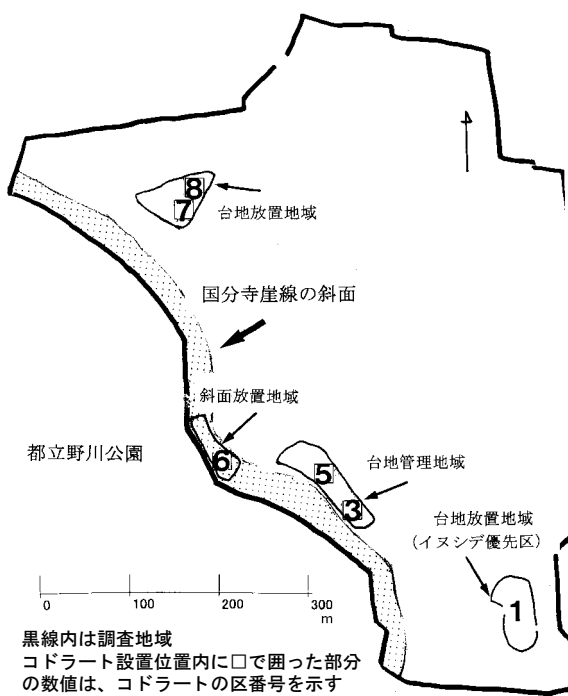 8
7
台地放置地域
国分寺崖線の斜面
斜面放置地域
都立野川公園
6
5
台地管理地域
3
台地放置地域
(イヌシデ優先区)
1
0 100 200 300
m
黒線内は調査地域
コドラート設置位置内に□で囲った部分
の数値は、コドラートの区番号を示す